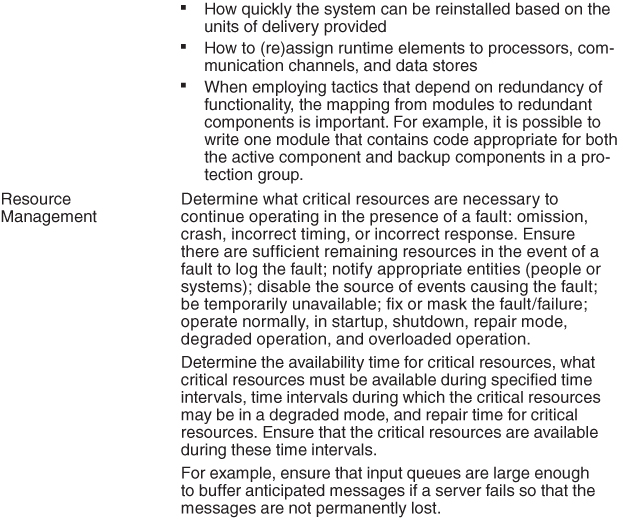 ▪ How quickly the system can be reinstalled based on the
units of delivery provided
▪ How to (re)assign runtime elements to processors, com-
munication channels, and data stores
▪ When employing tactics that depend on redundancy of
functionality, the mapping from modules to redundant
components is important. For example, it is possible to
write one module that contains code appropriate for both
the active component and backup components in a pro-
tection group.
Resource
Management
Determine what critical resources are necessary to
continue operating in the presence of a fault: omission,
crash, incorrect timing, or incorrect response. Ensure
there are sufficient remaining resources in the event of a
fault to log the fault; notify appropriate entities (people or
systems); disable the source of events causing the fault;
be temporarily unavailable; fix or mask the fault/failure;
operate normally, in startup, shutdown, repair mode,
degraded operation, and overloaded operation.
Determine the availability time for critical resources, what
critical resources must be available during specified time
intervals, time intervals during which the critical resources
may be in a degraded mode, and repair time for critical
resources. Ensure that the critical resources are available
during these time intervals.
For example, ensure that input queues are large enough
to buffer anticipated messages if a server fails so that the
messages are not permanently lost.